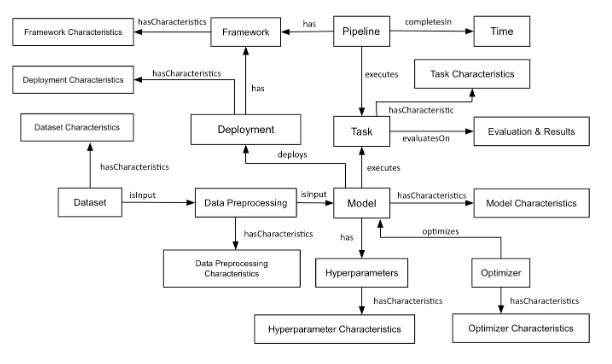 hasCharacteristics
has
completesIn
Framework Characteristics
Framework
Pipeline
Time
executes
Deployment Characteristics
hasCharacteristics
has
Task Characteristics
hasCharacteristic
Dataset Characteristics
Deployment
Task
evaluatesOn
Evaluation & Results
deploys
executes
hasCharacteristics
isInput
isInput
hasCharacteristics
Dataset
Data Preprocessing
Model
Model Characteristics
hasCharacteristics
has
optimizes
Data Preprocessing
Characteristics
Hyperparameters
Optimizer
hasCharacteristics
hasCharacteristics
Hyperparameter Characteristics
Optimizer Characteristics